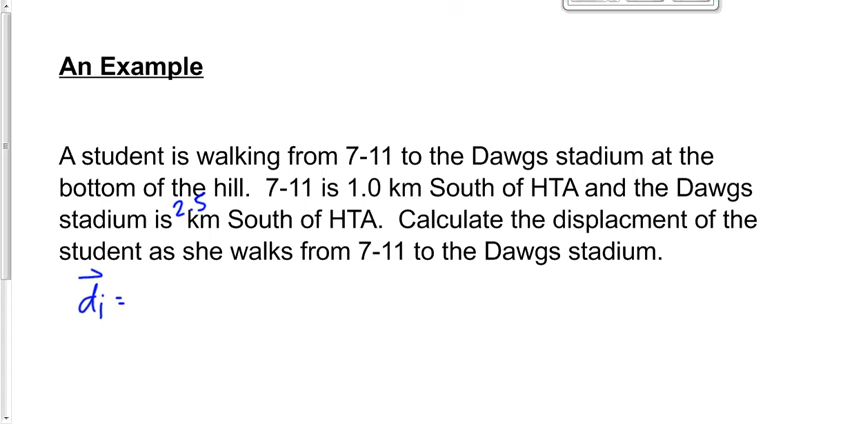 An Example
A student is walking from 7-11 to the Dawgs stadium at the
bottom of the hill. 7-11 is 1.0 km South of HTA and the Dawgs
stadium is 2.5 km South of HTA. Calculate the displacment of the
student as she walks from 7-11 to the Dawgs stadium.
d⃗i =